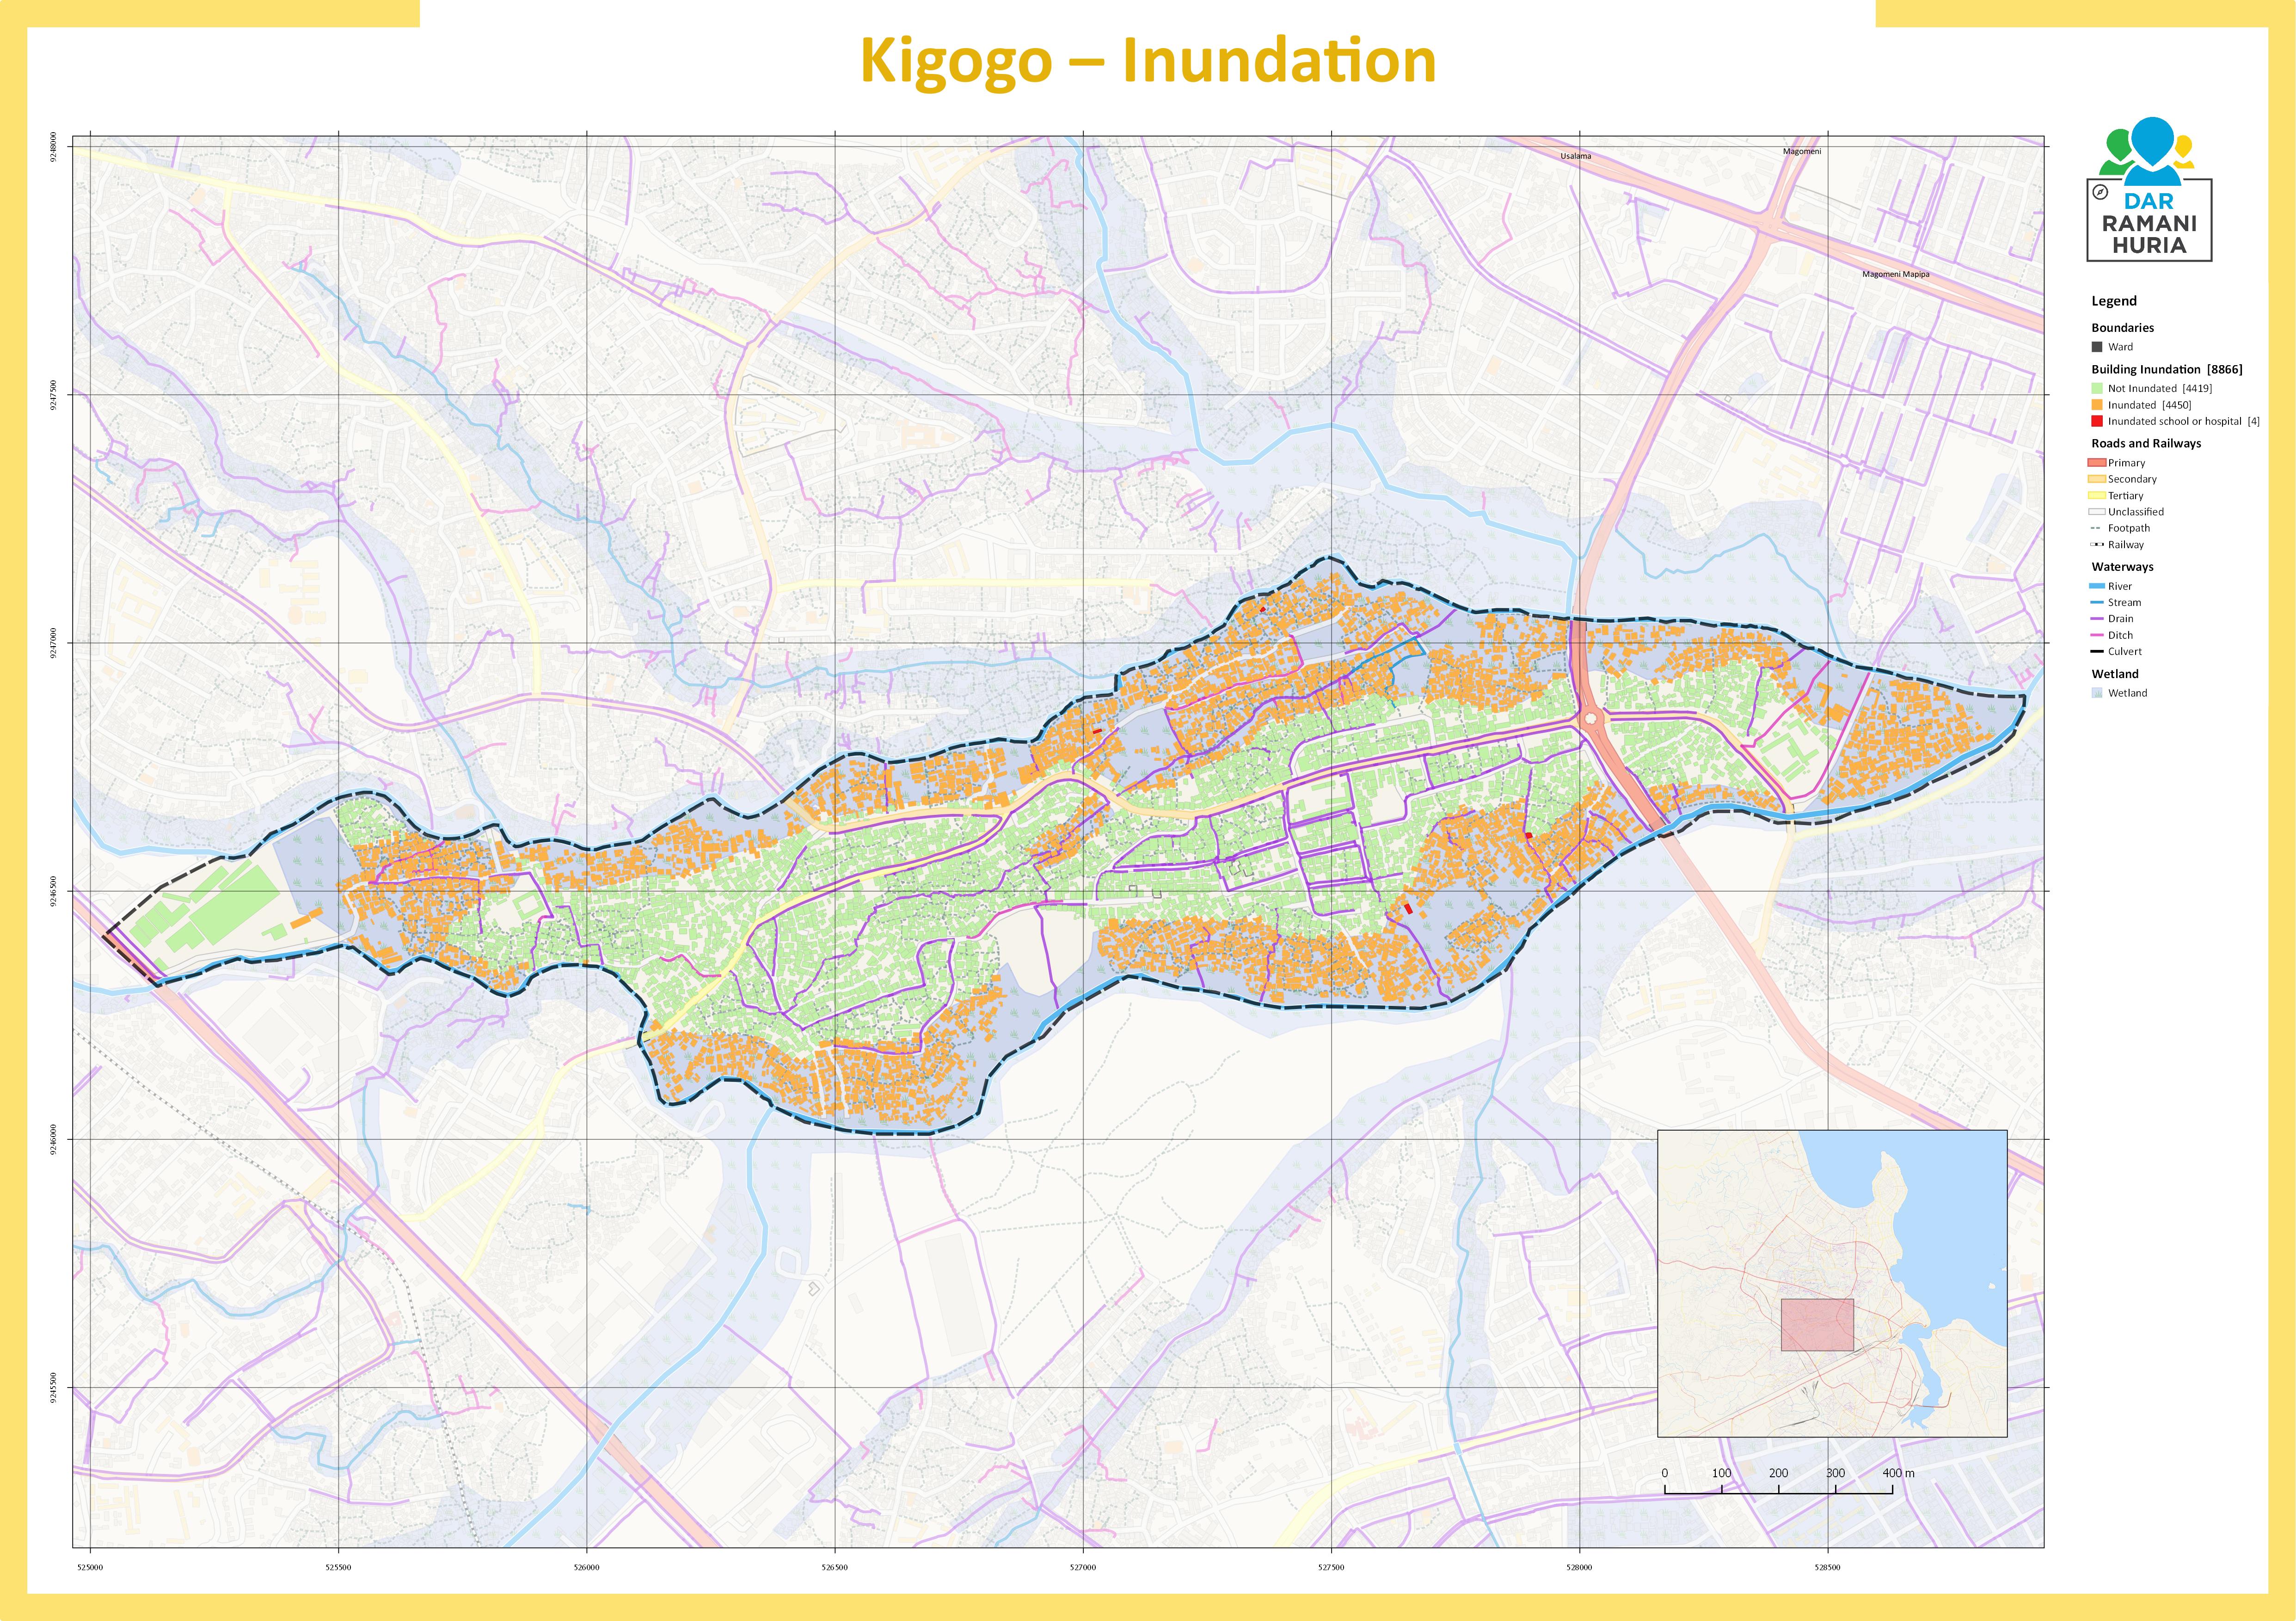 Kigogo – Inundation
Usalama
Magomeni
Magomeni Mapipa
9248000
9247500
9247000
9246500
9246000
9245500
525000
525500
526000
526500
527000
527500
528000
528500
0 100 200 300 400 m
DAR
RAMANI
HURIA
Legend
Boundaries
Ward
Building Inundation [8866]
Not Inundated [4419]
Inundated [4450]
Inundated school or hospital [4]
Roads and Railways
Primary
Secondary
Tertiary
Unclassified
Footpath
Railway
Waterways
River
Stream
Drain
Ditch
Culvert
Wetland
Wetland